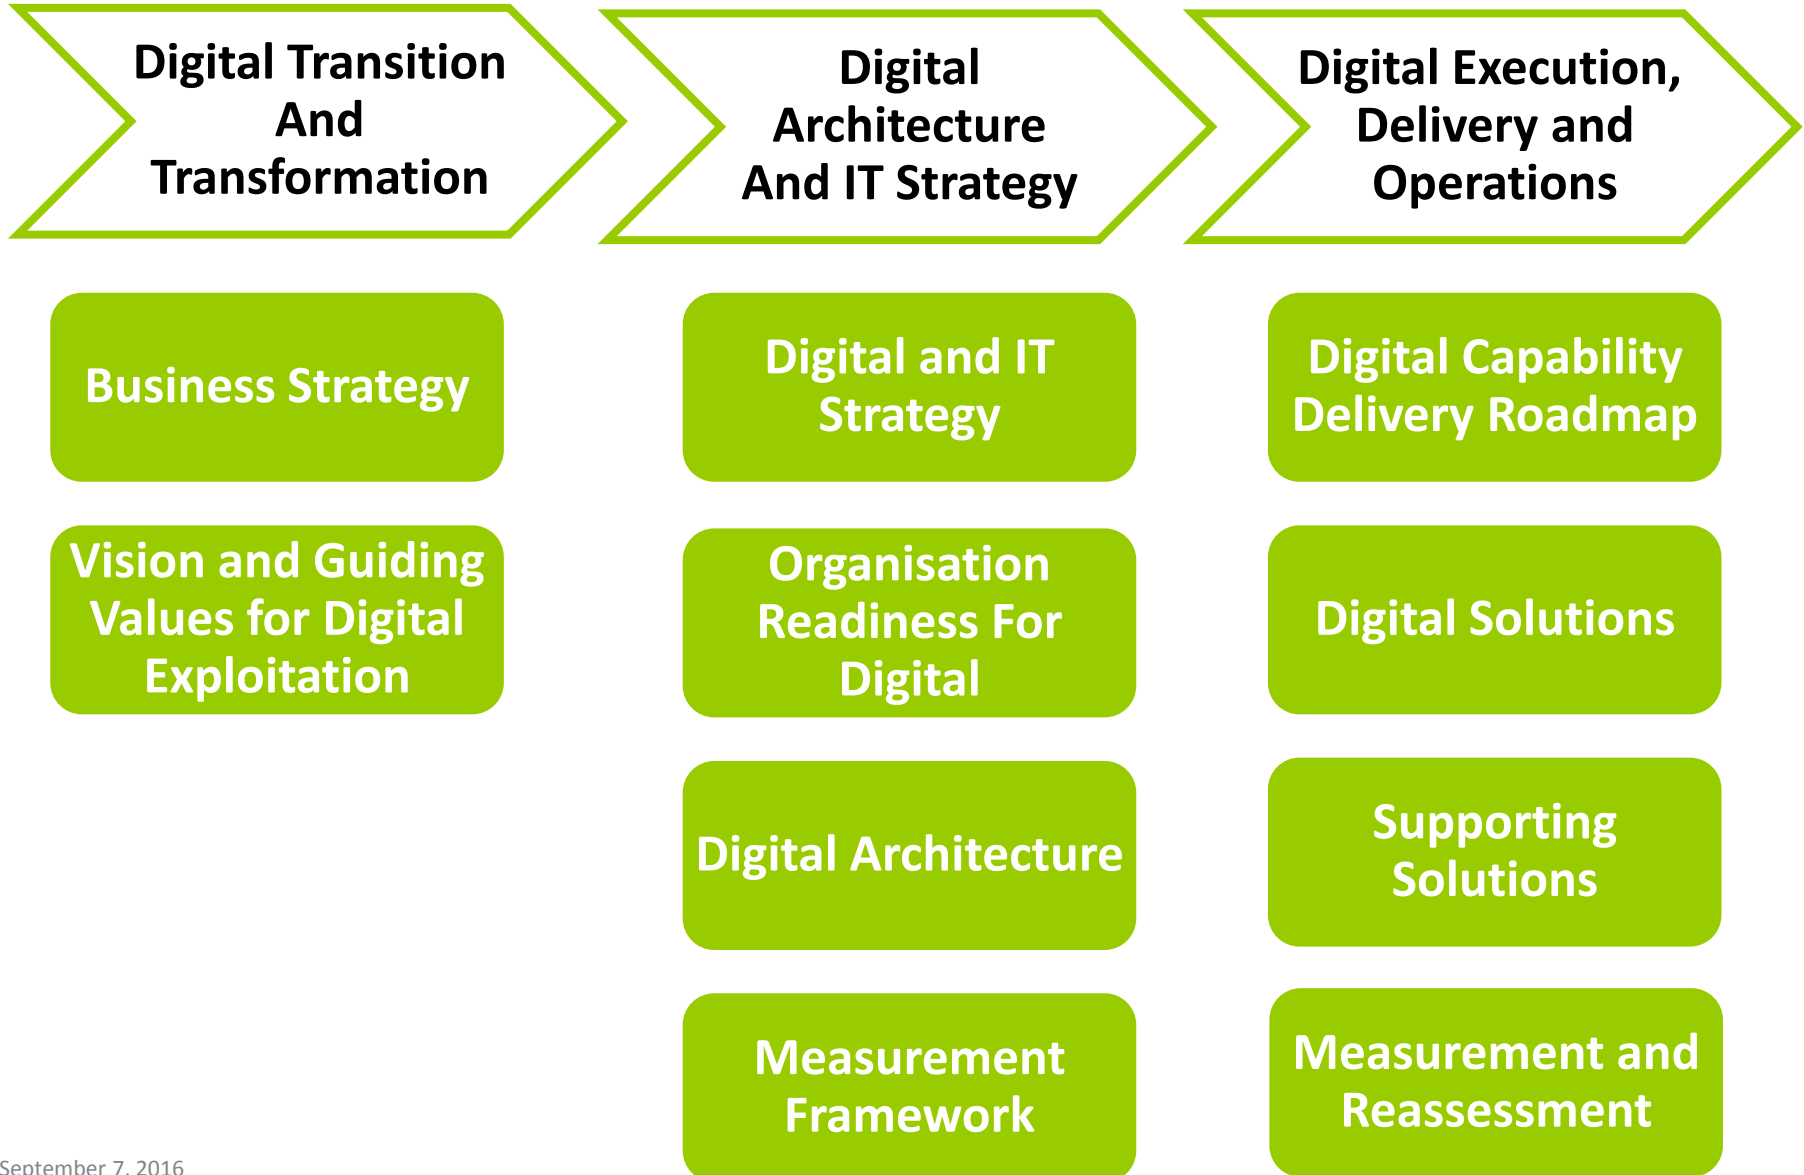 Digital Transition
And
Transformation
Digital
Architecture
And IT Strategy
Digital Execution,
Delivery and
Operations
Business Strategy
Vision and Guiding
Values for Digital
Exploitation
Digital and IT
Strategy
Organisation
Readiness For
Digital
Digital Architecture
Measurement
Framework
Digital Capability
Delivery Roadmap
Digital Solutions
Supporting
Solutions
Measurement and
Reassessment
September 7, 2016